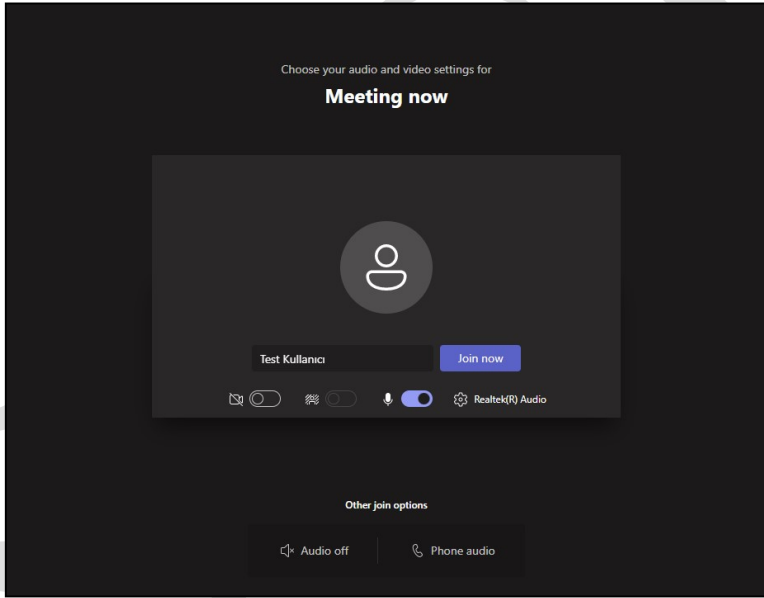 Choose your audio and video settings for
Meeting now
Test Kullanıcı
Join now
Realtek(R) Audio
Other join options
Audio off
Phone audio